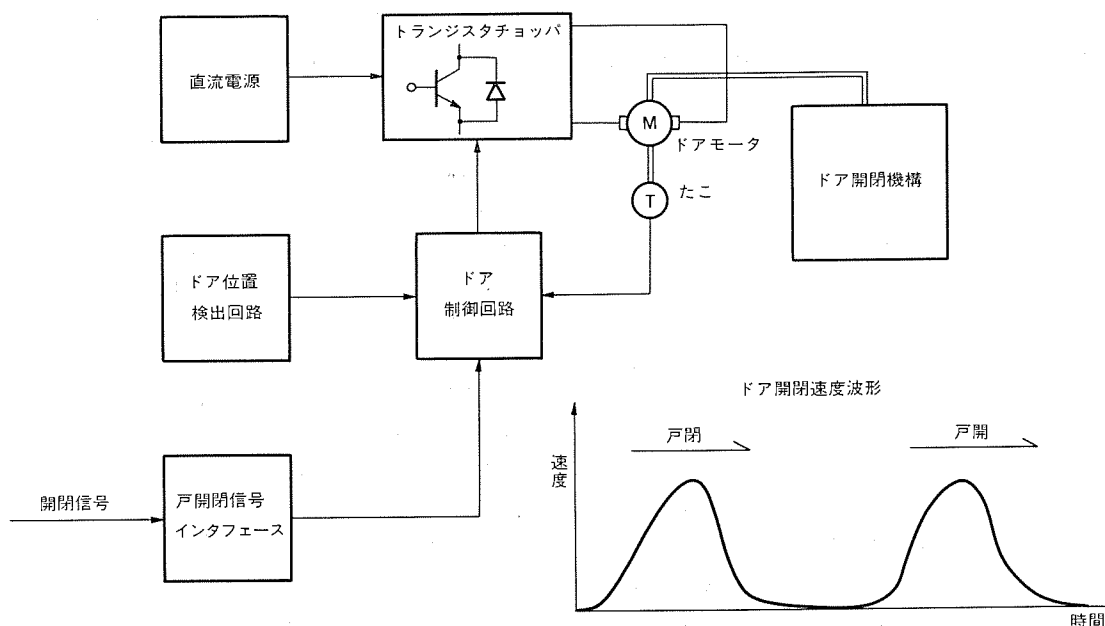 トランジスタチョッパ
直流電源
M
ドアモータ
ドア開閉機構
T
たこ
ドア位置
検出回路
ドア
制御回路
開閉信号
戸開閉信号
インタフェース
ドア開閉速度波形
戸閉
戸開
速度
時間